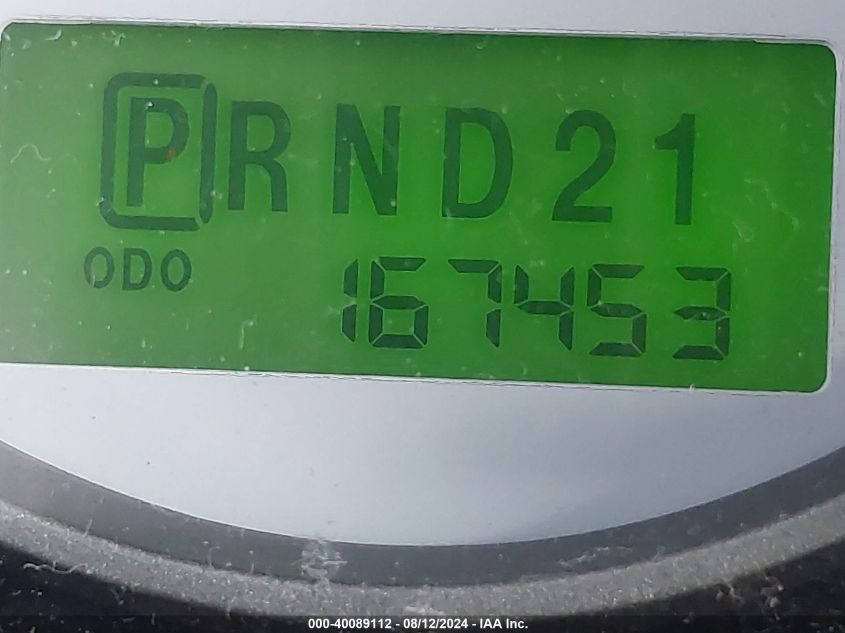 PRND21
ODO 167453
000-40089112 - 08/12/2024 - IAA Inc.